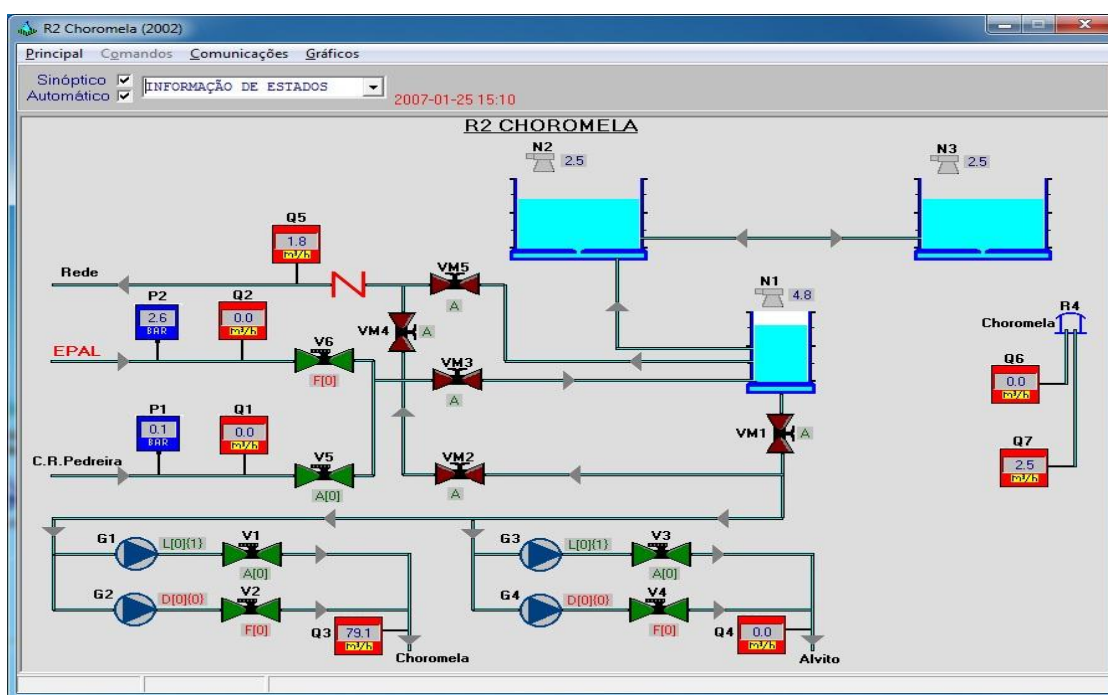 R2 Choromela (2002)
Principal Comandos Comunicações Gráficos
Sinóptico
Automático
INFORMAÇÃO DE ESTADOS
2007-01-25 15:10
R2 CHOROMELA
N2
2.5
N3
2.5
Q5
1.8
m³/h
Rede
VM5
A
N1
4.8
P2
2.6
BAR
Q2
0.0
m³/h
VM4
A
R4
Choromela
EPAL
V6
F[0]
VM3
A
Q6
0.0
m³/h
P1
0.1
BAR
Q1
0.0
m³/h
VM1
A
Q7
2.5
m³/h
C.R.Pedreira
V5
A[0]
VM2
A
G1
L[0]{1}
V1
A[0]
G3
L[0]{1}
V3
A[0]
G2
D[0]{0}
V2
F[0]
G4
D[0]{0}
V4
F[0]
Q3
79.1
m³/h
Q4
0.0
m³/h
Choromela
Alvito